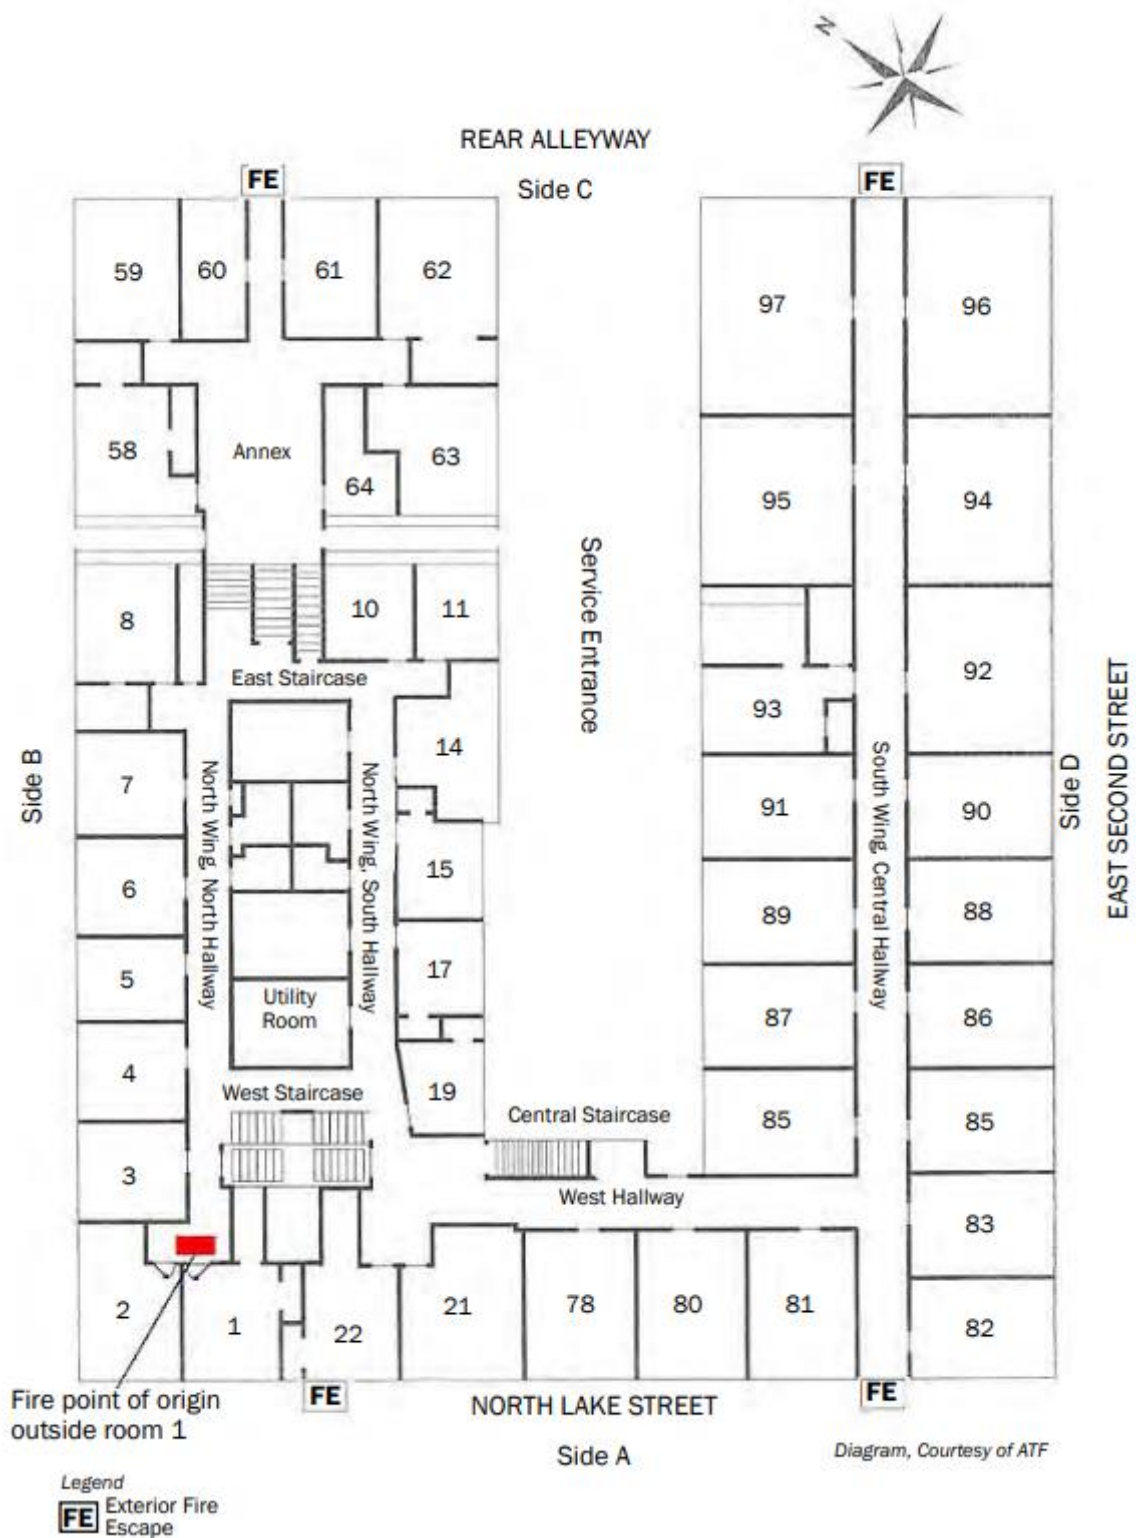 N
REAR ALLEYWAY
FE
Side C
FE
59
60
61
62
97
96
58
Annex
64
63
95
94
8
10
11
Service Entrance
East Staircase
92
93
14
Side B
7
North Wing, North Hallway
North Wing, South Hallway
South Wing, Central Hallway
91
90
Side D
EAST SECOND STREET
6
15
89
88
5
Utility
Room
17
87
86
4
West Staircase
19
Central Staircase
85
85
3
West Hallway
83
2
1
22
21
78
80
81
82
Fire point of origin
outside room 1
FE
NORTH LAKE STREET
FE
Side A
Diagram, Courtesy of ATF
Legend
FE Exterior Fire
Escape